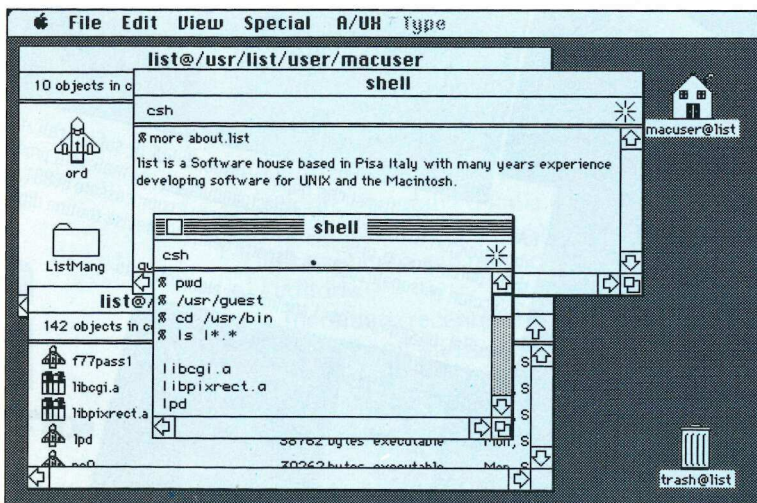 File Edit View Special A/UX Type
list@/usr/list/user/macuser
10 objects in c
shell
csh
% more about.list
list is a Software house based in Pisa Italy with many years experience
developing software for UNIX and the Macintosh.
gu
ord
ListMang
macuser@list
shell
csh
% pwd
% /usr/guest
% cd /usr/bin
% ls l*.*
libcgi.a
libpixrect.a
lpd
list@/
142 objects in c
f77pass1
libcgi.a
libpixrect.a
lpd
38762 bytes executable Mon, S
trash@list